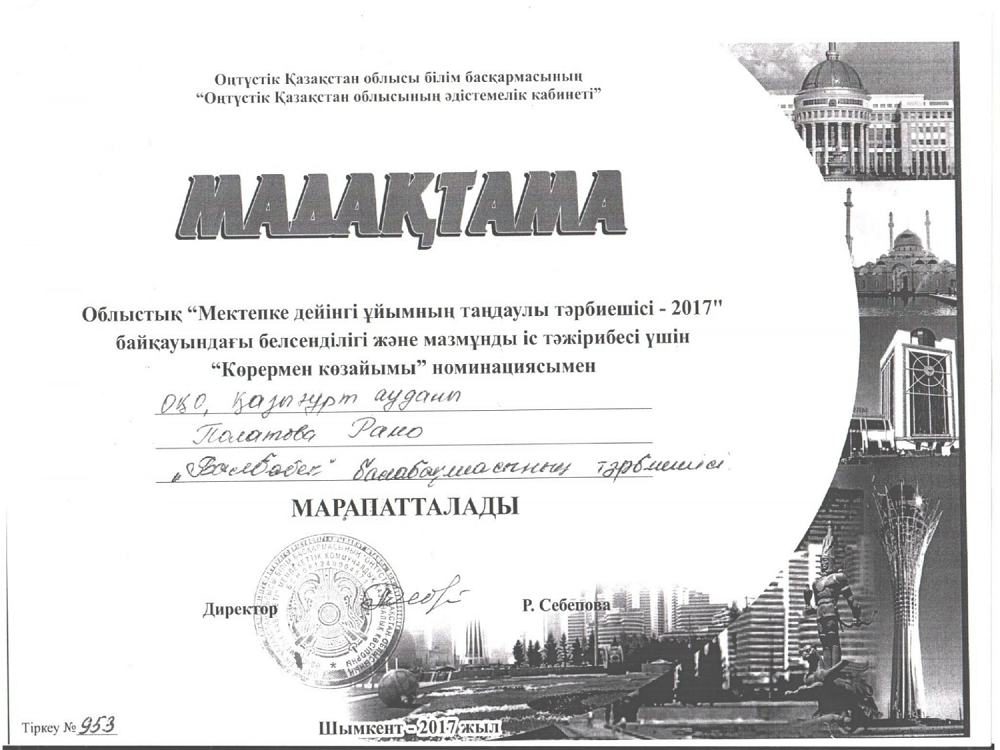 Оңтүстік Қазақстан облысы білім басқармасының
“Оңтүстік Қазақстан облысының әдістемелік кабинеті”
МАДАҚТАМА
Облыстық “Мектепке дейінгі ұйымның таңдаулы тәрбиешісі - 2017"
байқауындағы белсенділігі және мазмұнды іс тәжірибесі үшін
“Көрермен көзайымы” номинациясымен
ОҚО, Қазығұрт ауданы
Полатова Рано
„Балбөбек“ балабақшасының тәрбиешісі
МАРАПАТТАЛАДЫ
Директор Р. Себепова
Тіркеу № 953
Шымкент - 2017 жыл